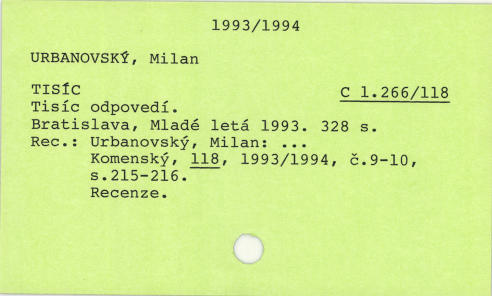 1993/1994
URBANOVSKÝ, Milan
TISÍC C 1.266/118
Tisíc odpovedí.
Bratislava, Mladé letá 1993. 328 s.
Rec.: Urbanovský, Milan: ...
Komenský, 118, 1993/1994, č.9-10,
s.215-216.
Recenze.